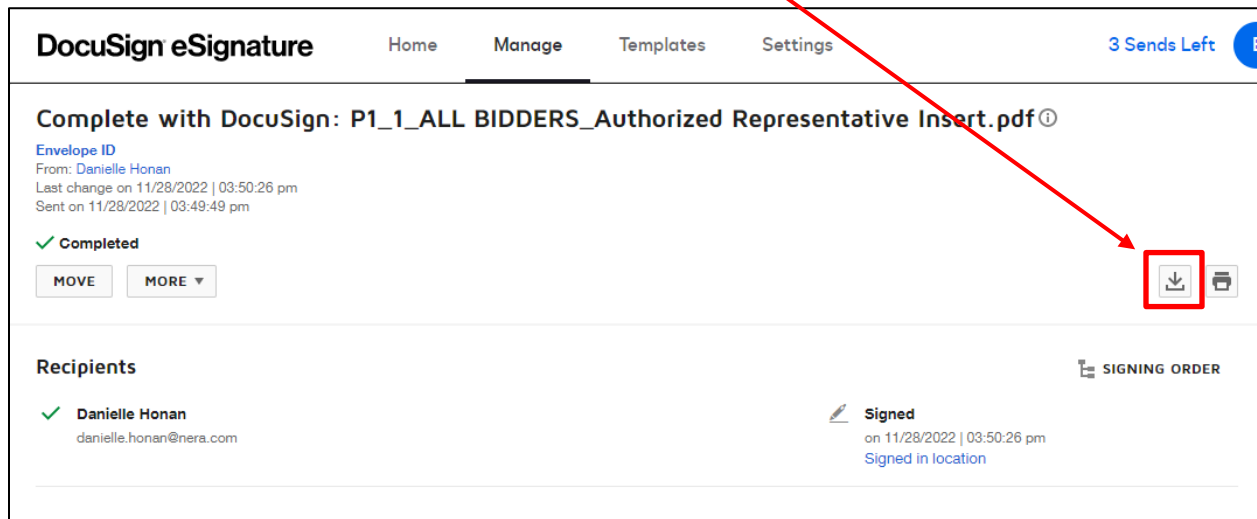 DocuSign eSignature Home Manage Templates Settings 3 Sends Left
Complete with DocuSign: P1_1_ALL BIDDERS_Authorized Representative Insert.pdf
Envelope ID
From: Danielle Honan
Last change on 11/28/2022 | 03:50:26 pm
Sent on 11/28/2022 | 03:49:49 pm
Completed
MOVE MORE
Recipients SIGNING ORDER
Danielle Honan Signed
danielle.honan@nera.com on 11/28/2022 | 03:50:26 pm
Signed in location